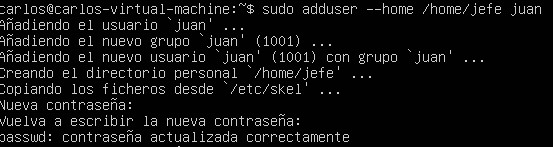 carlos@carlos-virtual-machine:~$ sudo adduser --home /home/jefe juan
Añadiendo el usuario `juan' ...
Añadiendo el nuevo grupo `juan' (1001) ...
Añadiendo el nuevo usuario `juan' (1001) con grupo `juan' ...
Creando el directorio personal `/home/jefe' ...
Copiando los ficheros desde `/etc/skel' ...
Nueva contraseña:
Vuelva a escribir la nueva contraseña:
passwd: contraseña actualizada correctamente